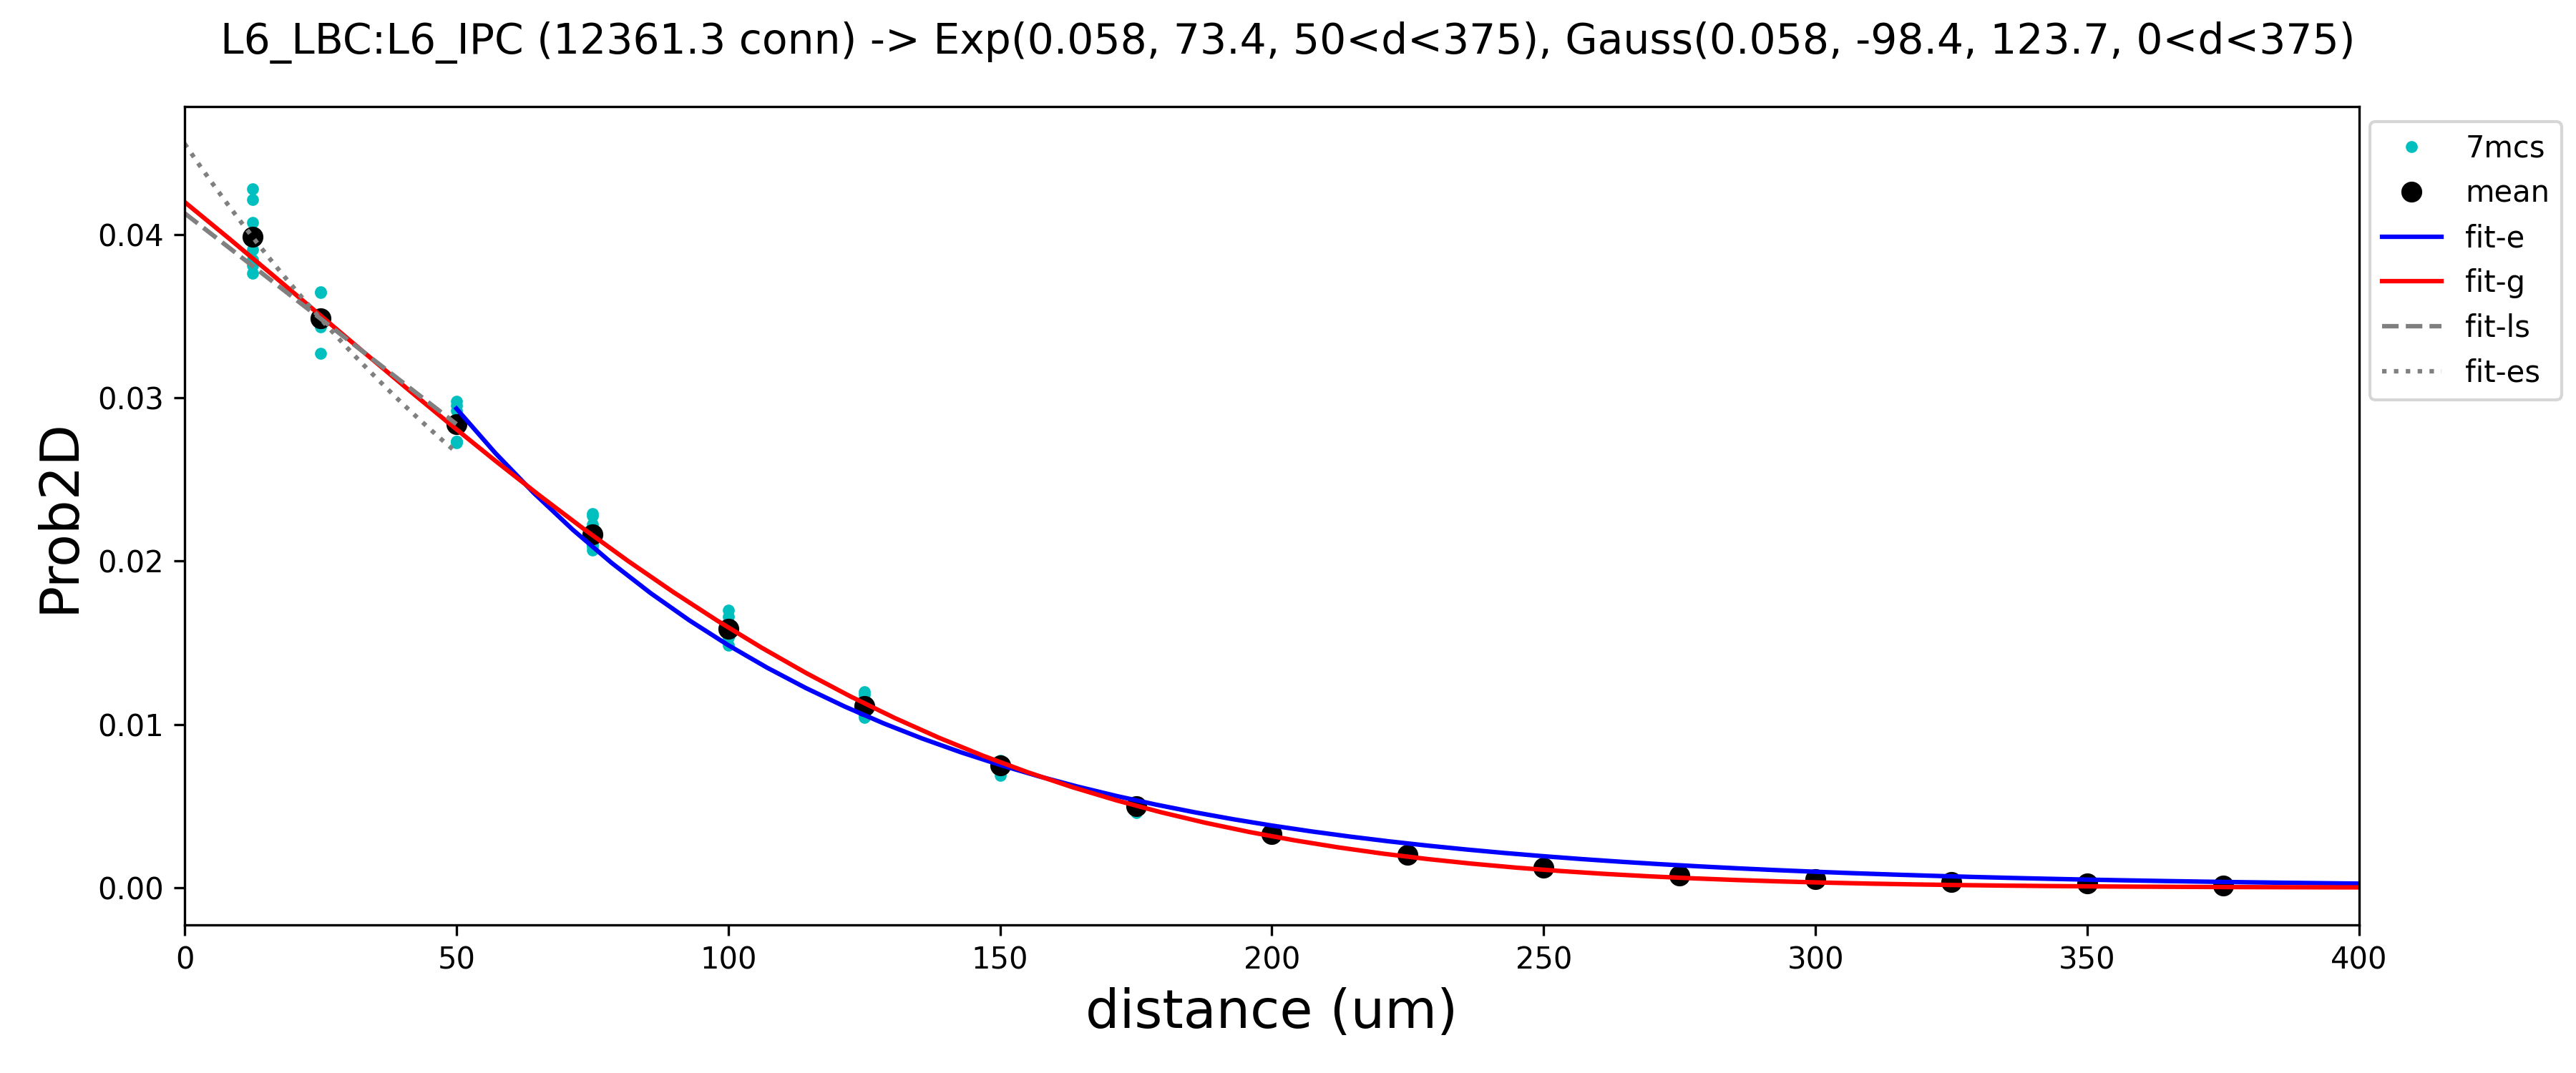 L6_LBC:L6_IPC (12361.3 conn) -> Exp(0.058, 73.4, 50<d<375), Gauss(0.058, -98.4, 123.7, 0<d<375)
7mcs
mean
fit-e
fit-g
fit-ls
fit-es
Prob2D
0.04
0.03
0.02
0.01
0.00
0 50 100 150 200 250 300 350 400
distance (um)